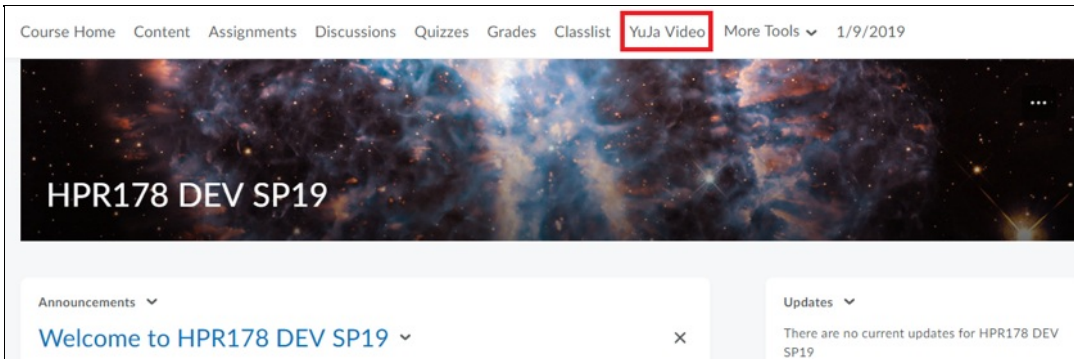 Course Home Content Assignments Discussions Quizzes Grades Classlist YuJa Video More Tools 1/9/2019
HPR178 DEV SP19
Announcements
Welcome to HPR178 DEV SP19
Updates
There are no current updates for HPR178 DEV
SP19